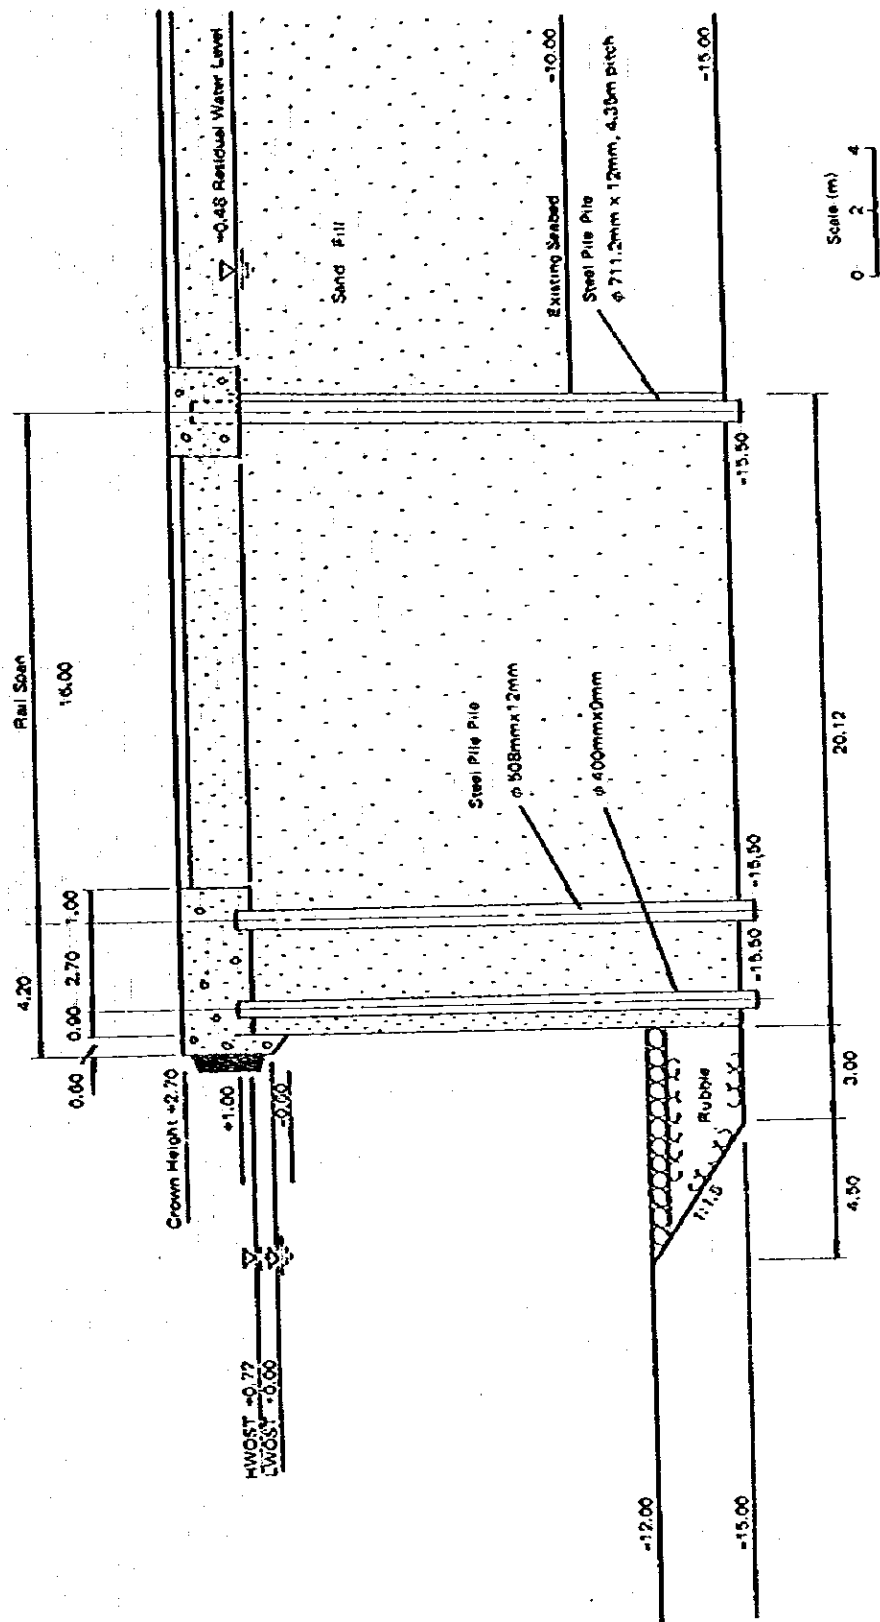 Rail Span
4.20
16.00
0.60
0.90
2.70
1.00
Crown Height +2.70
+1.00
-0.60
HWOST +0.77
LWOST +0.00
+0.48 Residual Water Level
Sand Fill
Steel Pile Pile
φ 508mmx12mm
φ 400mmx9mm
Existing Seabed
-10.00
Steel Pile Pile
φ 711.2mm x 12mm, 4.35m pitch
-12.00
-15.00
Rubble
1:1.5
-15.50
-15.50
-15.50
-15.00
4.50
3.00
20.12
Scale (m)
0 2 4